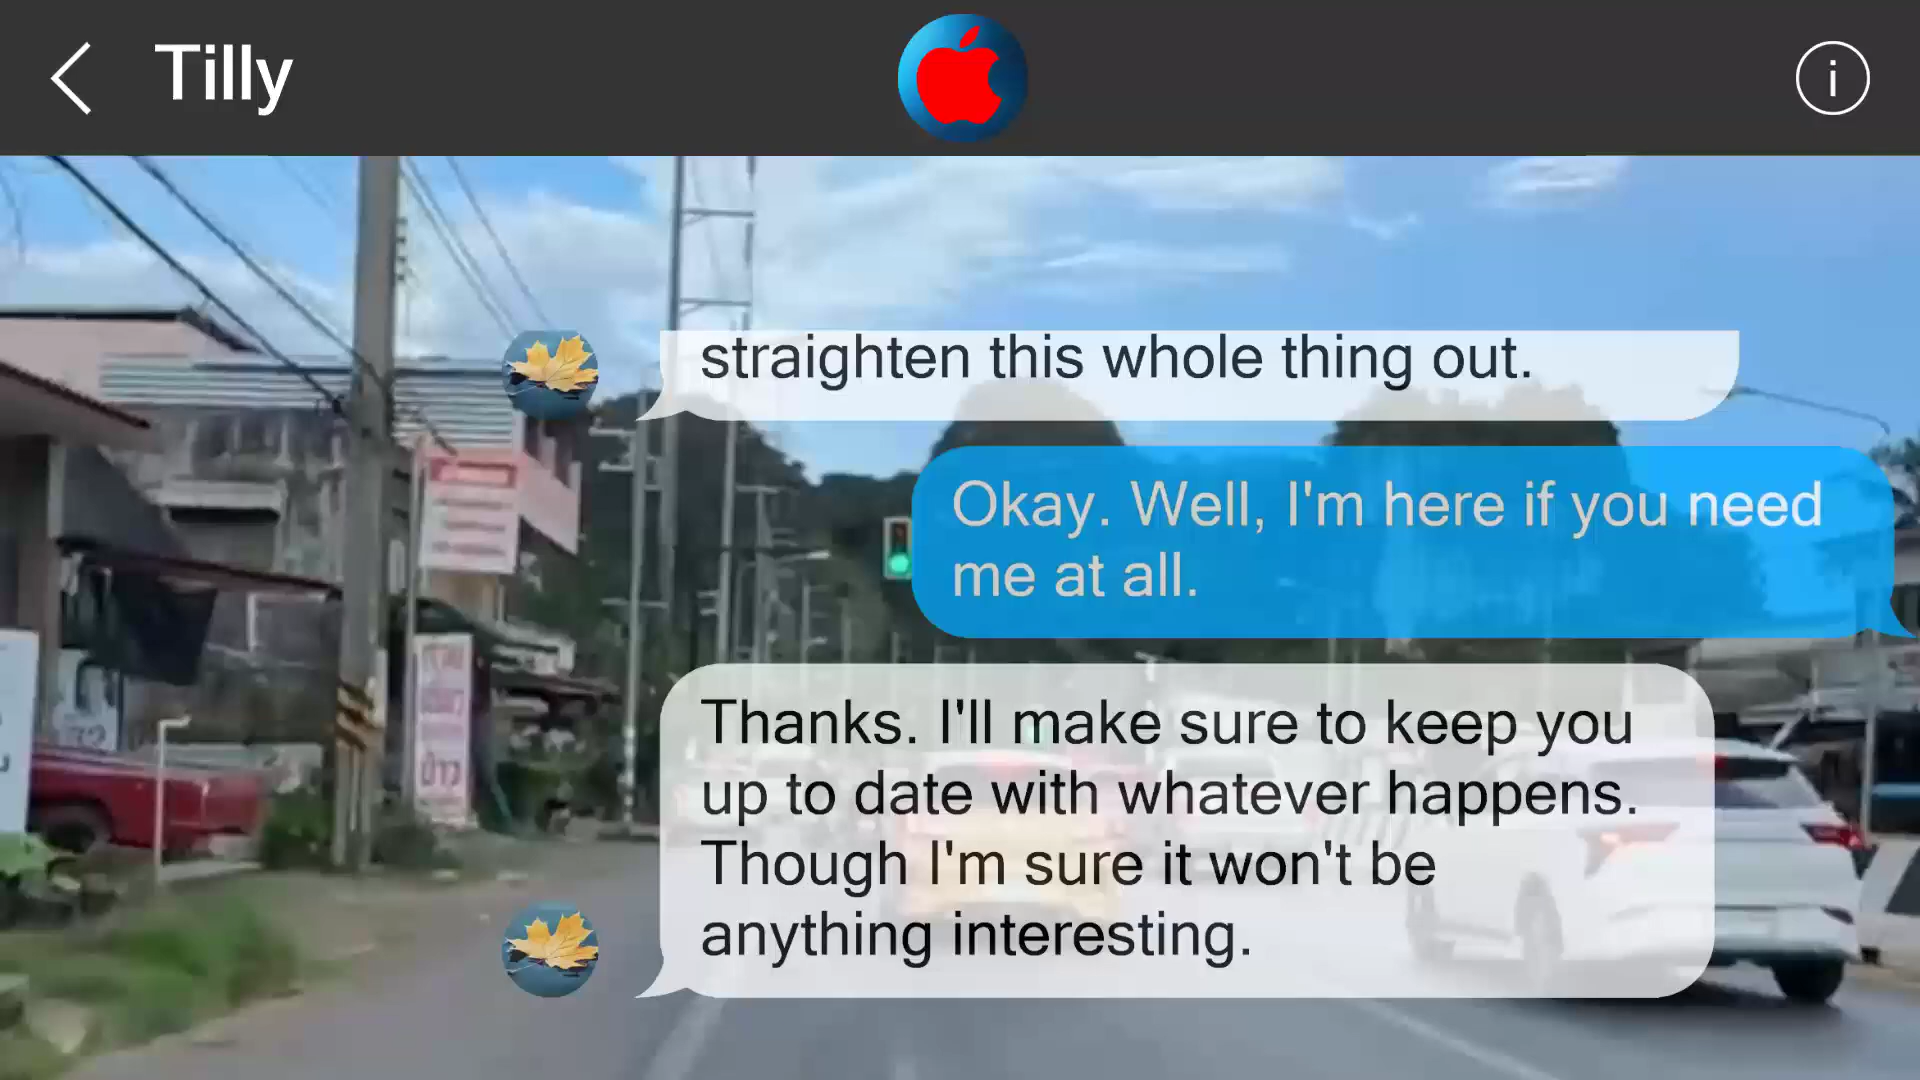 Tilly
straighten this whole thing out.
Okay. Well, I'm here if you need
me at all.
Thanks. I'll make sure to keep you
up to date with whatever happens.
Though I'm sure it won't be
anything interesting.